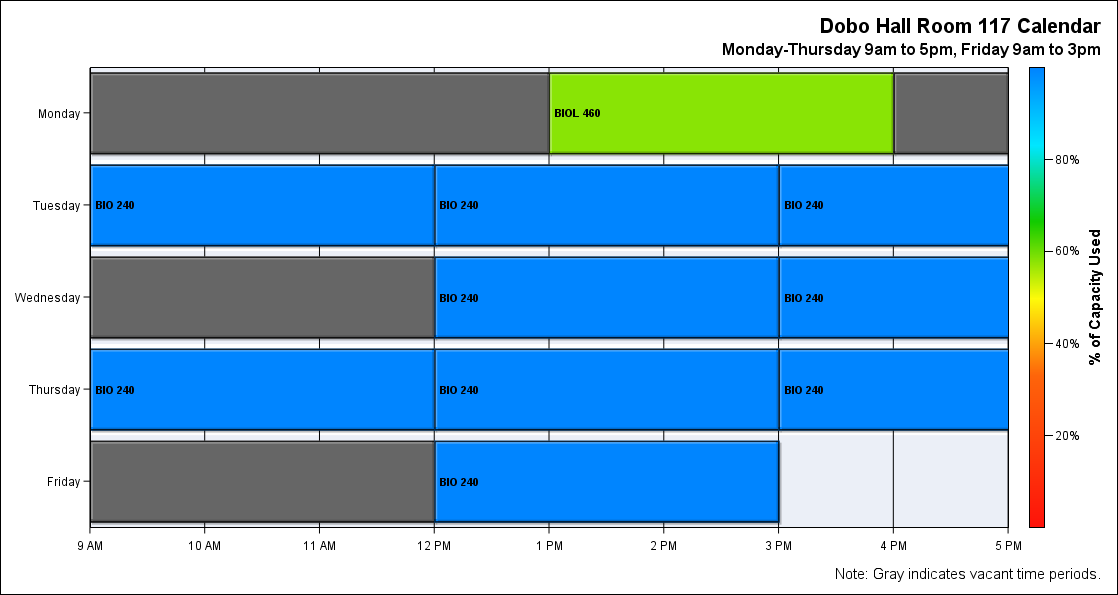 Dobo Hall Room 117 Calendar
Monday-Thursday 9am to 5pm, Friday 9am to 3pm
Monday
BIOL 460
Tuesday
BIO 240
BIO 240
BIO 240
Wednesday
BIO 240
BIO 240
Thursday
BIO 240
BIO 240
BIO 240
Friday
BIO 240
9 AM
10 AM
11 AM
12 PM
1 PM
2 PM
3 PM
4 PM
5 PM
80%
60%
40%
20%
% of Capacity Used
Note: Gray indicates vacant time periods.